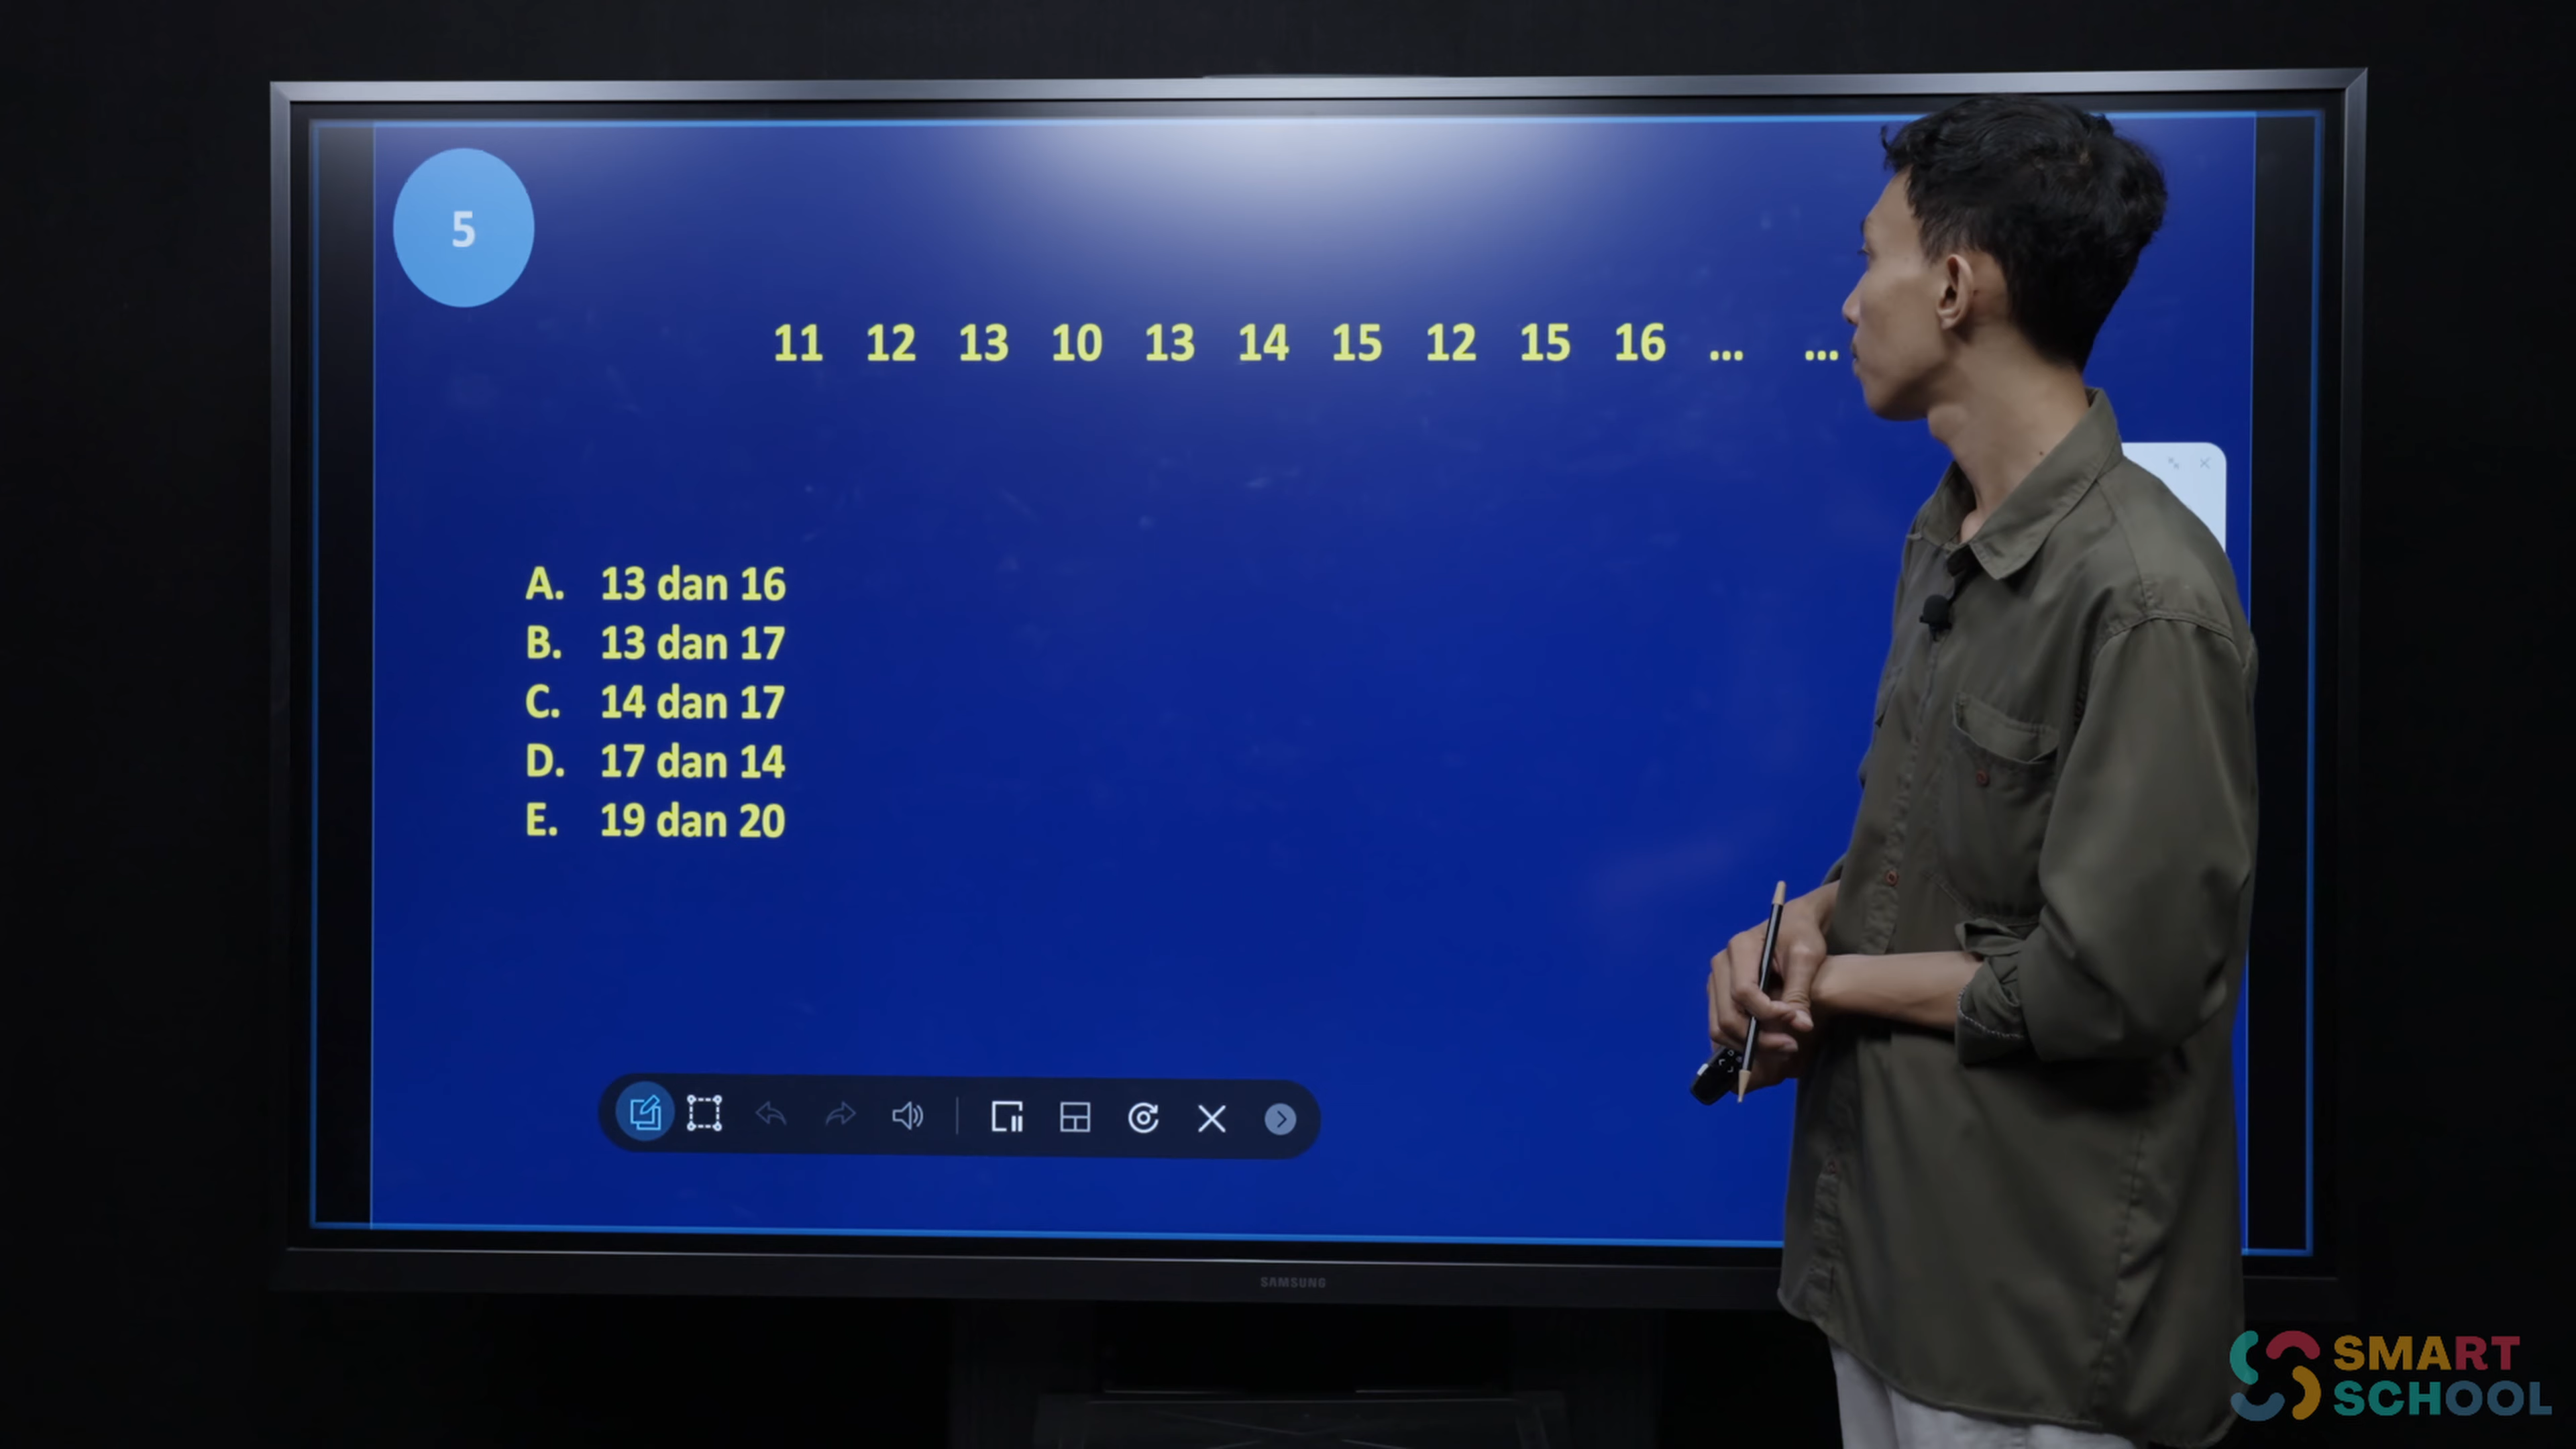 5
11 12 13 10 13 14 15 12 15 16 ... ...
A. 13 dan 16
B. 13 dan 17
C. 14 dan 17
D. 17 dan 14
E. 19 dan 20
SAMSUNG
SMART
SCHOOL